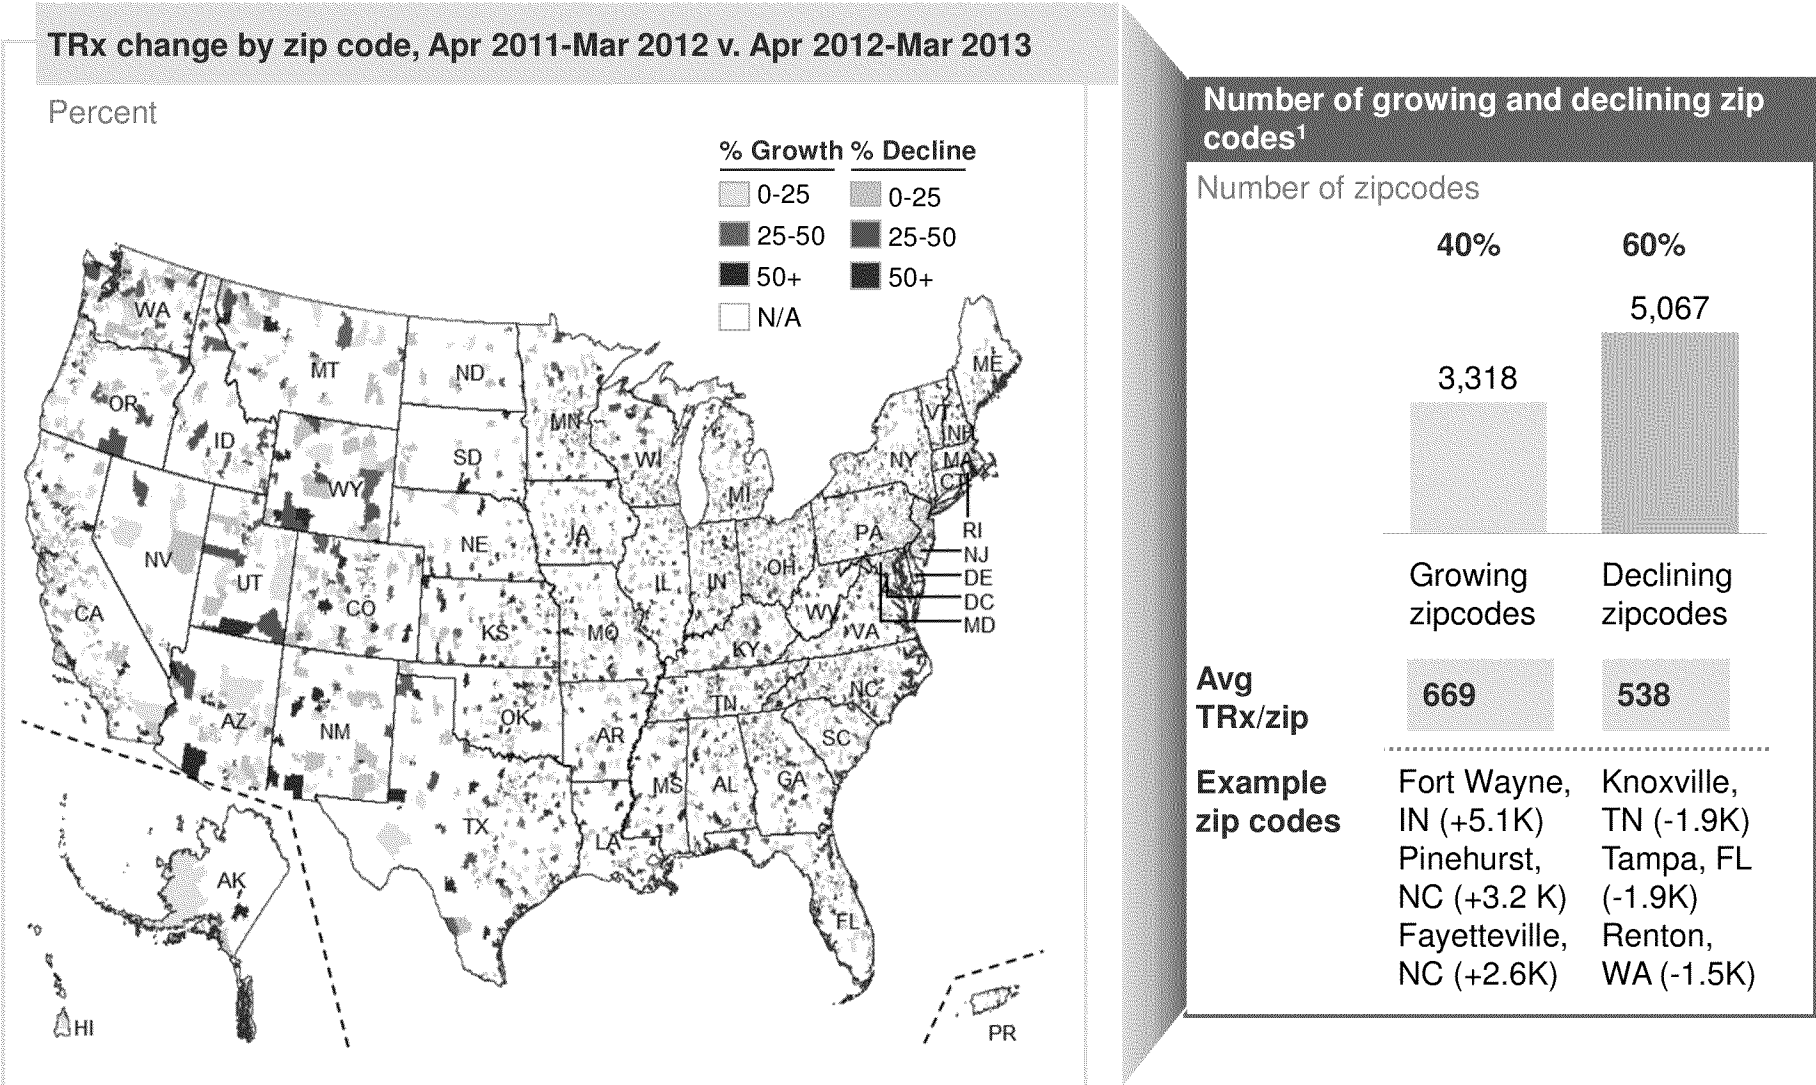 TRx change by zip code, Apr 2011-Mar 2012 v. Apr 2012-Mar 2013
Percent
% Growth % Decline
0-25 0-25
25-50 25-50
50+ 50+
N/A
WA
MT
ND
ME
OR
ID
MN
VT
NH
SD
WI
NY
MA
WY
MI
CT
RI
NE
IA
PA
NJ
NV
UT
CO
IL
IN
OH
DE
DC
CA
KS
MO
WV
VA
MD
KY
NC
TN
AZ
NM
OK
AR
SC
MS
AL
GA
TX
LA
AK
FL
HI
PR
Number of growing and declining zip
codes¹
Number of zipcodes
40% 60%
5,067
3,318
Growing
zipcodes
Declining
zipcodes
Avg
TRx/zip
669 538
Example
zip codes
Fort Wayne,
IN (+5.1K)
Pinehurst,
NC (+3.2 K)
Fayetteville,
NC (+2.6K)
Knoxville,
TN (-1.9K)
Tampa, FL
(-1.9K)
Renton,
WA (-1.5K)